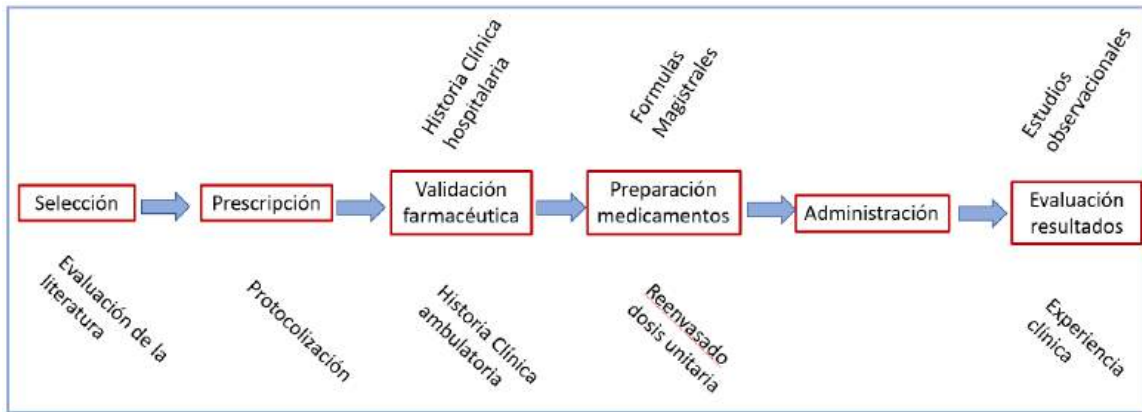 Historia Clínica
hospitalaria
Formulas
Magistrales
Estudios
observacionales
Selección
Prescripción
Validación
farmacéutica
Preparación
medicamentos
Administración
Evaluación
resultados
Evaluación de la
literatura
Protocolización
Historia Clínica
ambulatoria
Reenvasado
dosis unitaria
Experiencia
clínica